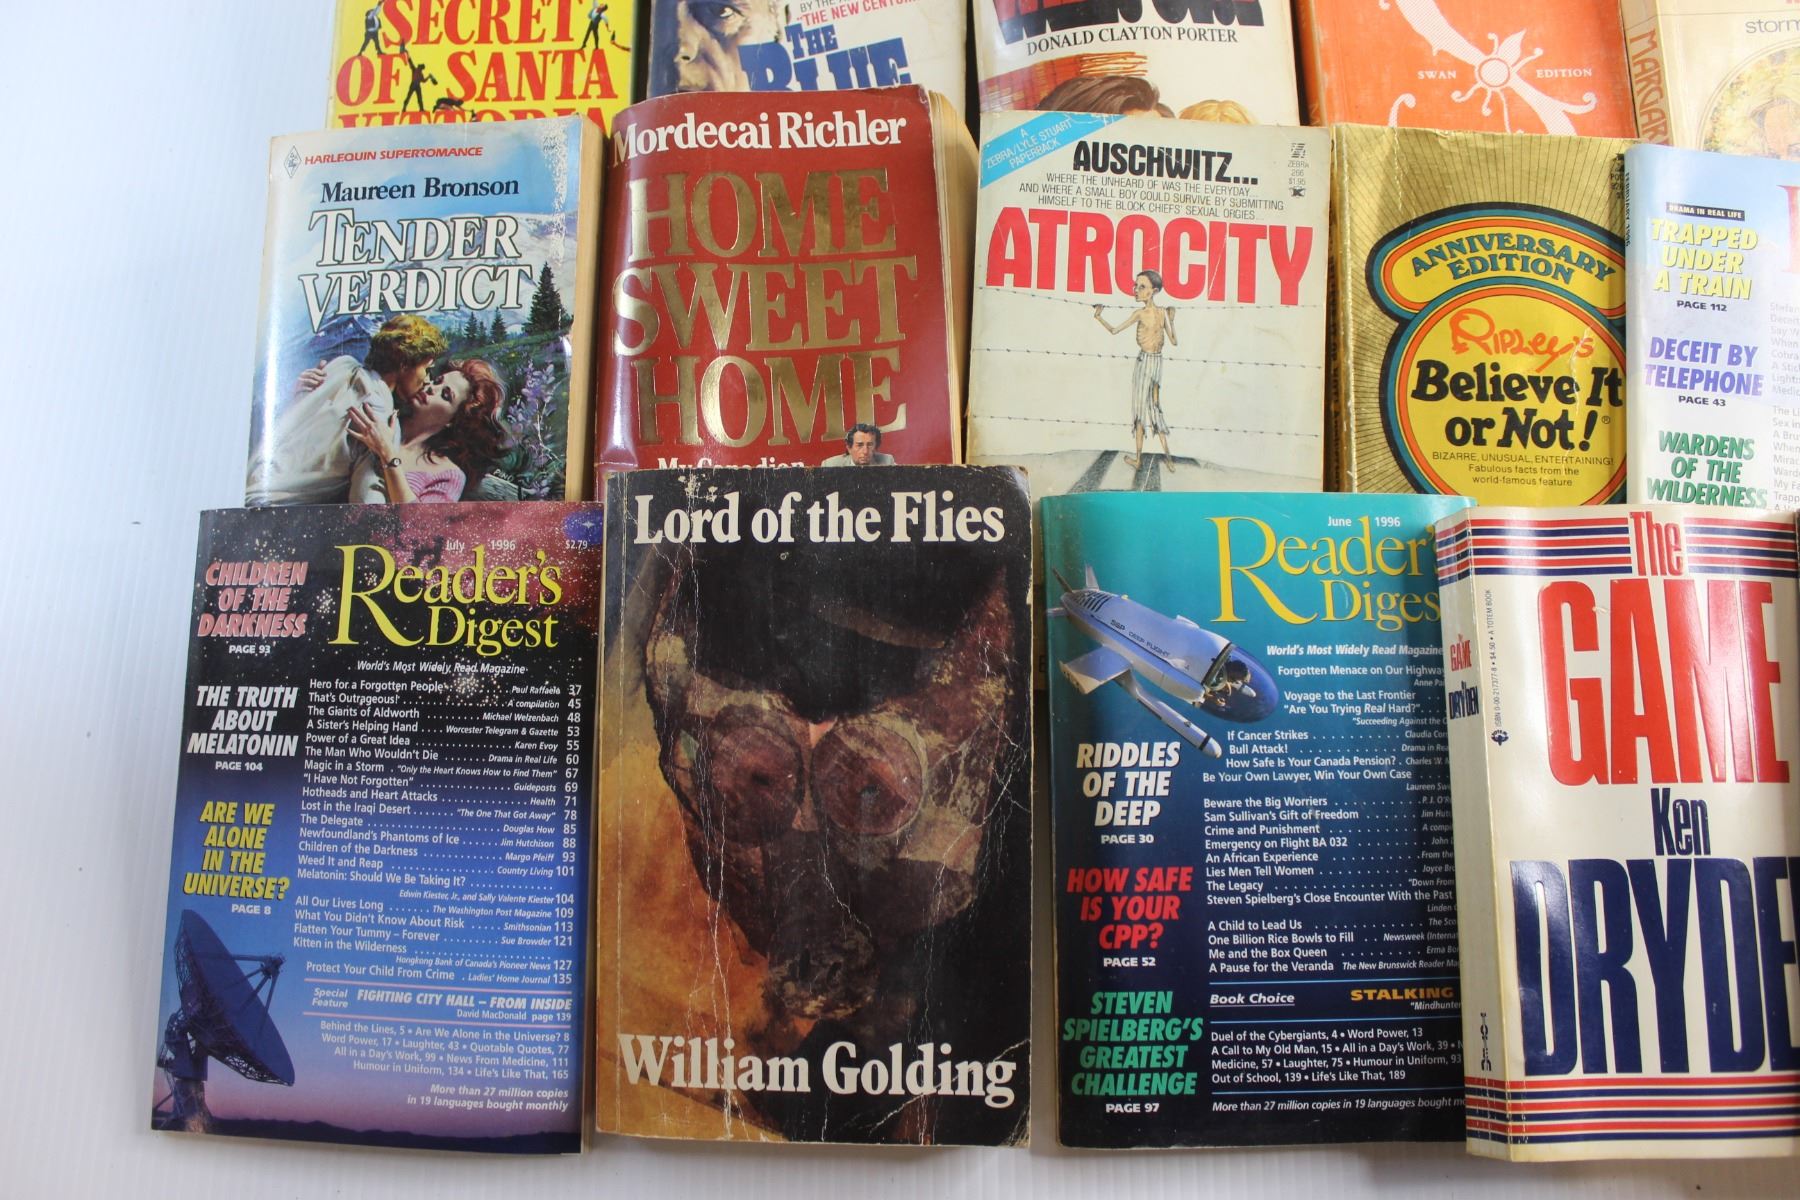 SECRET
OF SANTA
VITTORIA
"THE NEW
THE
BLUE
DONALD CLAYTON PORTER
SWAN EDITION
storm
HARLEQUIN SUPERROMANCE
Maureen Bronson
TENDER
VERDICT
Mordecai Richler
HOME
SWEET
HOME
My Canadian
A
ZEBRA/LYLE STUART
PAPERBACK
ZEBRA
266
$1.95
AUSCHWITZ...
WHERE THE UNHEARD OF WAS THE EVERYDAY
AND WHERE A SMALL BOY COULD SURVIVE BY SUBMITTING
HIMSELF TO THE BLOCK CHIEFS' SEXUAL ORGIES...
ATROCITY
ANNIVERSARY
EDITION
Ripley's
Believe It
or Not!®
BIZARRE, UNUSUAL, ENTERTAINING!
Fabulous facts from the
world-famous feature
FEBRUARY 1996
DRAMA IN REAL LIFE
TRAPPED
UNDER
A TRAIN
PAGE 112
DECEIT BY
TELEPHONE
PAGE 43
WARDENS
OF THE
WILDERNESS
July 1996
$2.79
Reader's
Digest
World's Most Widely Read Magazine
CHILDREN
OF THE
DARKNESS
PAGE 93
THE TRUTH
ABOUT
MELATONIN
PAGE 104
ARE WE
ALONE
IN THE
UNIVERSE?
PAGE 8
Hero for a Forgotten People Paul Raffaele 37
That's Outrageous! A compilation 45
The Giants of Aldworth Michael Welzenbach 48
A Sister's Helping Hand Worcester Telegram & Gazette 53
Power of a Great Idea Karen Evoy 55
The Man Who Wouldn't Die Drama in Real Life 60
Magic in a Storm "Only the Heart Knows How to Find Them" 67
"I Have Not Forgotten" Guideposts 69
Hotheads and Heart Attacks Health 71
Lost in the Iraqi Desert "The One That Got Away" 78
The Delegate Douglas How 85
Newfoundland's Phantoms of Ice Jim Hutchison 88
Children of the Darkness Margo Pfeiff 93
Weed It and Reap Country Living 101
Melatonin: Should We Be Taking It?
Edwin Kiester, Jr., and Sally Valente Kiester 104
All Our Lives Long The Washington Post Magazine 109
What You Didn't Know About Risk Smithsonian 113
Flatten Your Tummy – Forever Sue Browder 121
Kitten in the Wilderness
Hongkong Bank of Canada's Pioneer News 127
Protect Your Child From Crime Ladies' Home Journal 135
Special
Feature
FIGHTING CITY HALL – FROM INSIDE
David MacDonald page 139
Behind the Lines, 5 • Are We Alone in the Universe? 8
Word Power, 17 • Laughter, 43 • Quotable Quotes, 77
All in a Day's Work, 99 • News From Medicine, 111
Humour in Uniform, 134 • Life's Like That, 165
More than 27 million copies
in 19 languages bought monthly
Lord of the Flies
William Golding
June 1996
Reader's
Digest
World's Most Widely Read Magazine
RIDDLES
OF THE
DEEP
PAGE 30
HOW SAFE
IS YOUR
CPP?
PAGE 52
STEVEN
SPIELBERG'S
GREATEST
CHALLENGE
PAGE 97
Forgotten Menace on Our Highw
Voyage to the Last Frontier
"Are You Trying Real Hard?"
"Succeeding Against the
If Cancer Strikes
Bull Attack! Drama in Rea
How Safe Is Your Canada Pension? Charles W.
Be Your Own Lawyer, Win Your Own Case
Beware the Big Worriers
Sam Sullivan's Gift of Freedom
Crime and Punishment
Emergency on Flight BA 032
An African Experience
Lies Men Tell Women
The Legacy "Down From
Steven Spielberg's Close Encounter With the Past
A Child to Lead Us
One Billion Rice Bowls to Fill Newsweek
Me and the Box Queen
A Pause for the Veranda The New Brunswick Reader
Book Choice STALKING
"Mindhunter
Duel of the Cybergiants, 4 • Word Power, 13
A Call to My Old Man, 15 • All in a Day's Work, 39
Medicine, 57 • Laughter, 75 • Humour in Uniform, 93
Out of School, 139 • Life's Like That, 189
More than 27 million copies in 19 languages bought
The
GAME
Ken
DRYDE
The
GAME
DRYDEN
ISBN 0-00-217377-8 • $4.50 • A TOTEM BOOK